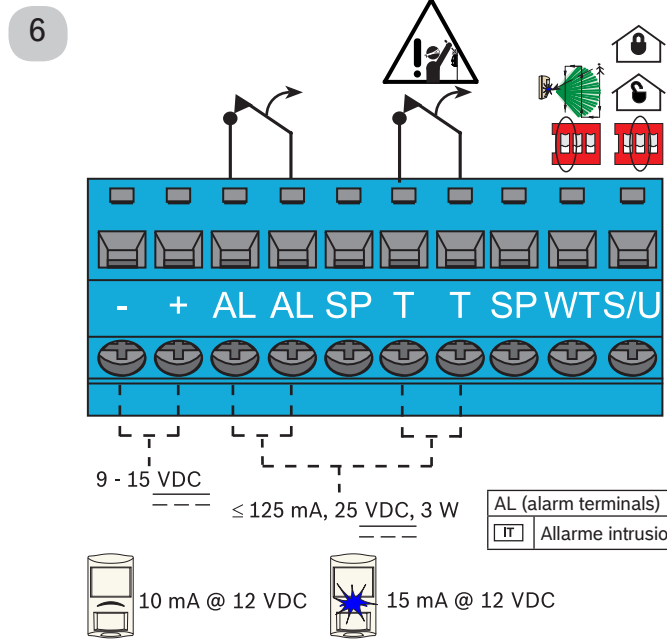 6
- + AL AL SP T T SP WT S/U
9 - 15 VDC
≤ 125 mA, 25 VDC, 3 W
AL (alarm terminals)
IT Allarme intrusio
10 mA @ 12 VDC
15 mA @ 12 VDC